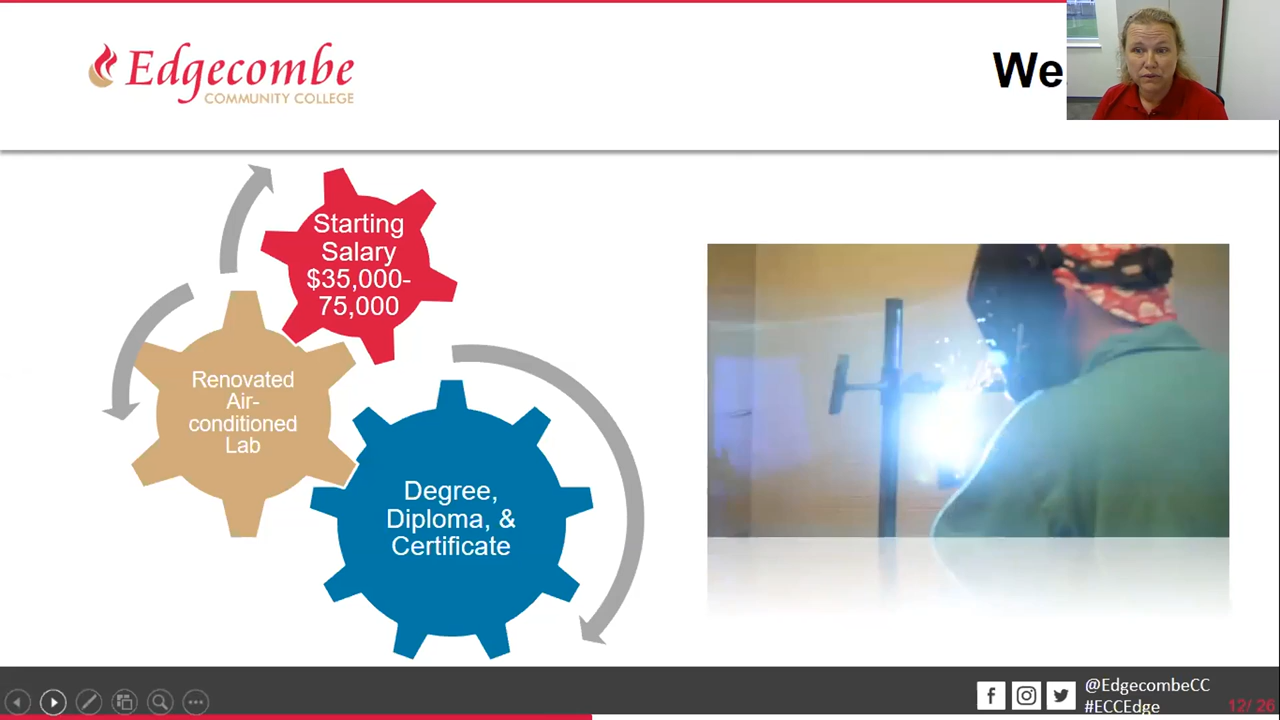 Edgecombe
COMMUNITY COLLEGE
We
Starting
Salary
$35,000-
75,000
Renovated
Air-
conditioned
Lab
Degree,
Diploma, &
Certificate
@EdgecombeCC
#ECCEdge
12/ 26